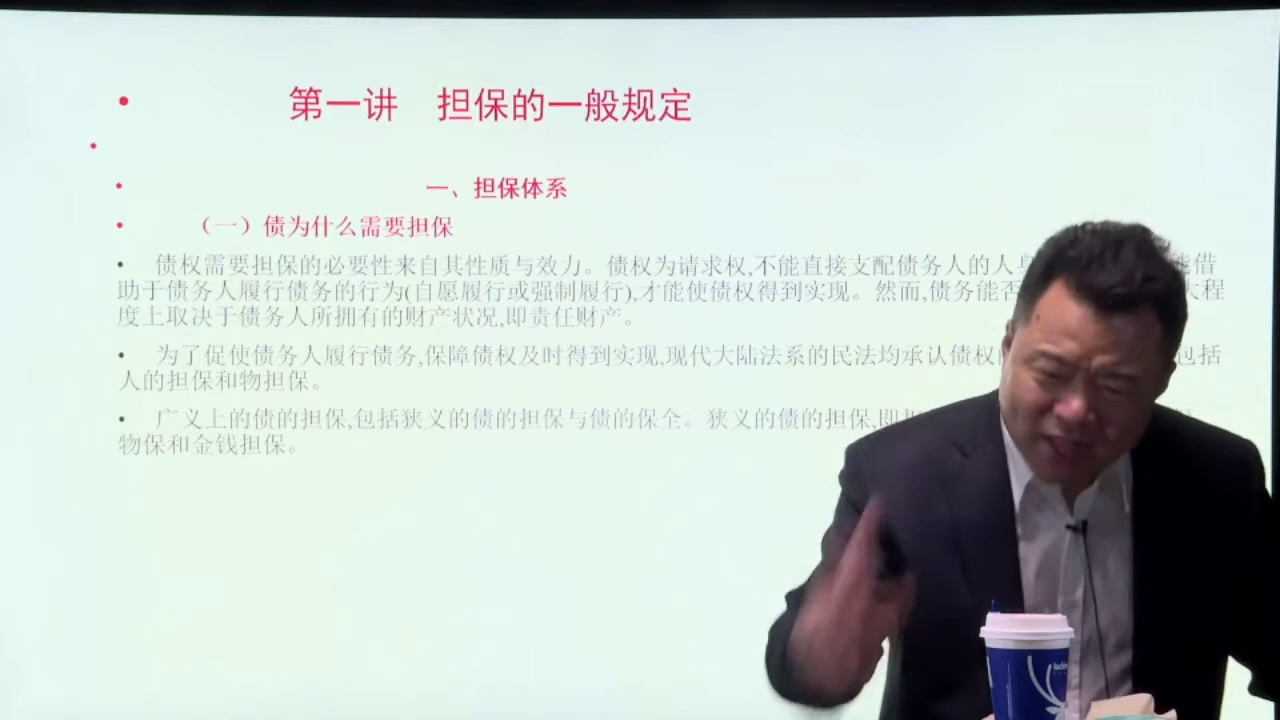 第一讲 担保的一般规定
一、担保体系
（一）债为什么需要担保
债权需要担保的必要性来自其性质与效力。债权为请求权,不能直接支配债务人的人 能借
助于债务人履行债务的行为(自愿履行或强制履行),才能使债权得到实现。然而,债务能否 大程
度上取决于债务人所拥有的财产状况,即责任财产。
为了促使债务人履行债务,保障债权及时得到实现,现代大陆法系的民法均承认债权 包括
人的担保和物担保。
广义上的债的担保,包括狭义的债的担保与债的保全。狭义的债的担保,即
物保和金钱担保。